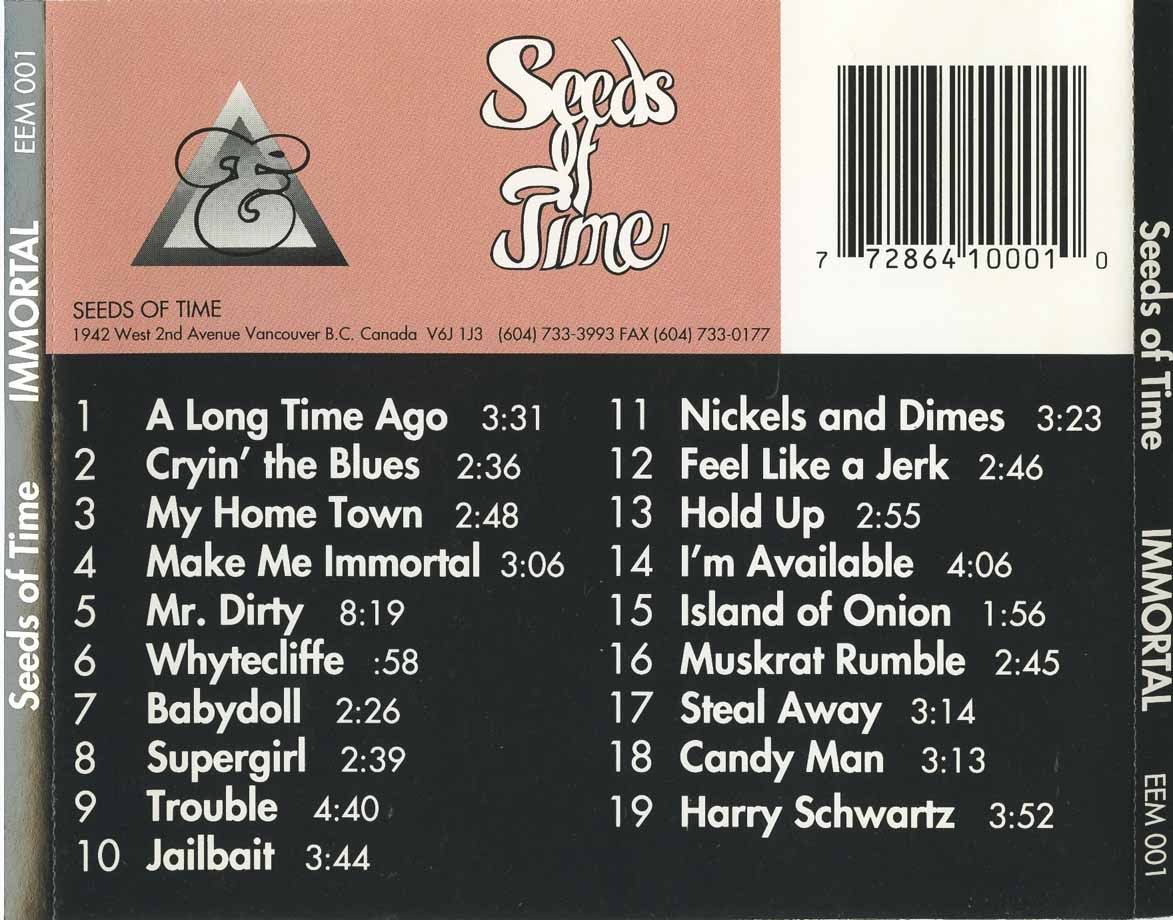 Seeds of Time IMMORTAL EEM 001
&
Seeds
of
Time
7 72864 10001 0
SEEDS OF TIME
1942 West 2nd Avenue Vancouver B.C. Canada V6J 1J3 (604) 733-3993 FAX (604) 733-0177
1 A Long Time Ago 3:31
2 Cryin' the Blues 2:36
3 My Home Town 2:48
4 Make Me Immortal 3:06
5 Mr. Dirty 8:19
6 Whytecliffe :58
7 Babydoll 2:26
8 Supergirl 2:39
9 Trouble 4:40
10 Jailbait 3:44
11 Nickels and Dimes 3:23
12 Feel Like a Jerk 2:46
13 Hold Up 2:55
14 I'm Available 4:06
15 Island of Onion 1:56
16 Muskrat Rumble 2:45
17 Steal Away 3:14
18 Candy Man 3:13
19 Harry Schwartz 3:52
Seeds of Time IMMORTAL EEM 001